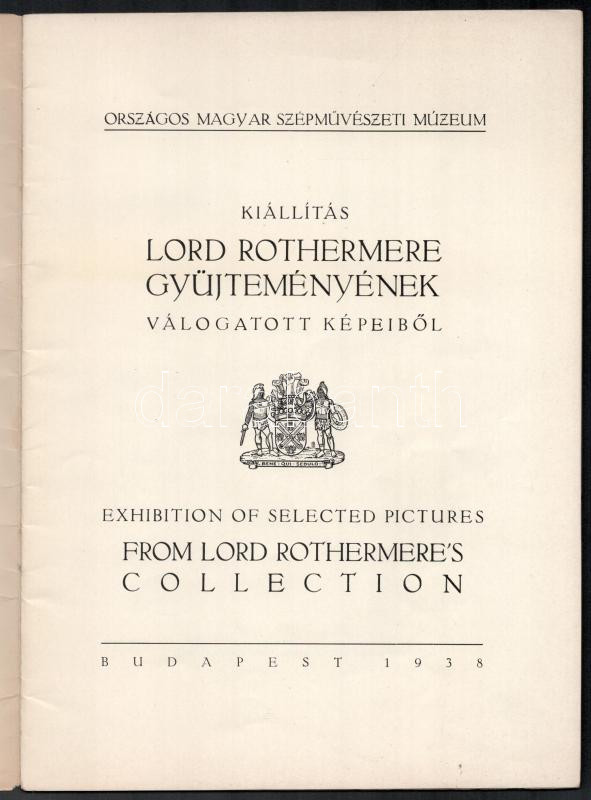 ORSZÁGOS MAGYAR SZÉPMŰVÉSZETI MÚZEUM
KIÁLLÍTÁS
LORD ROTHERMERE
GYÜJTEMÉNYÉNEK
VÁLOGATOTT KÉPEIBŐL
BENE · QUI · SEDULO
EXHIBITION OF SELECTED PICTURES
FROM LORD ROTHERMERE'S
COLLECTION
BUDAPEST 1938